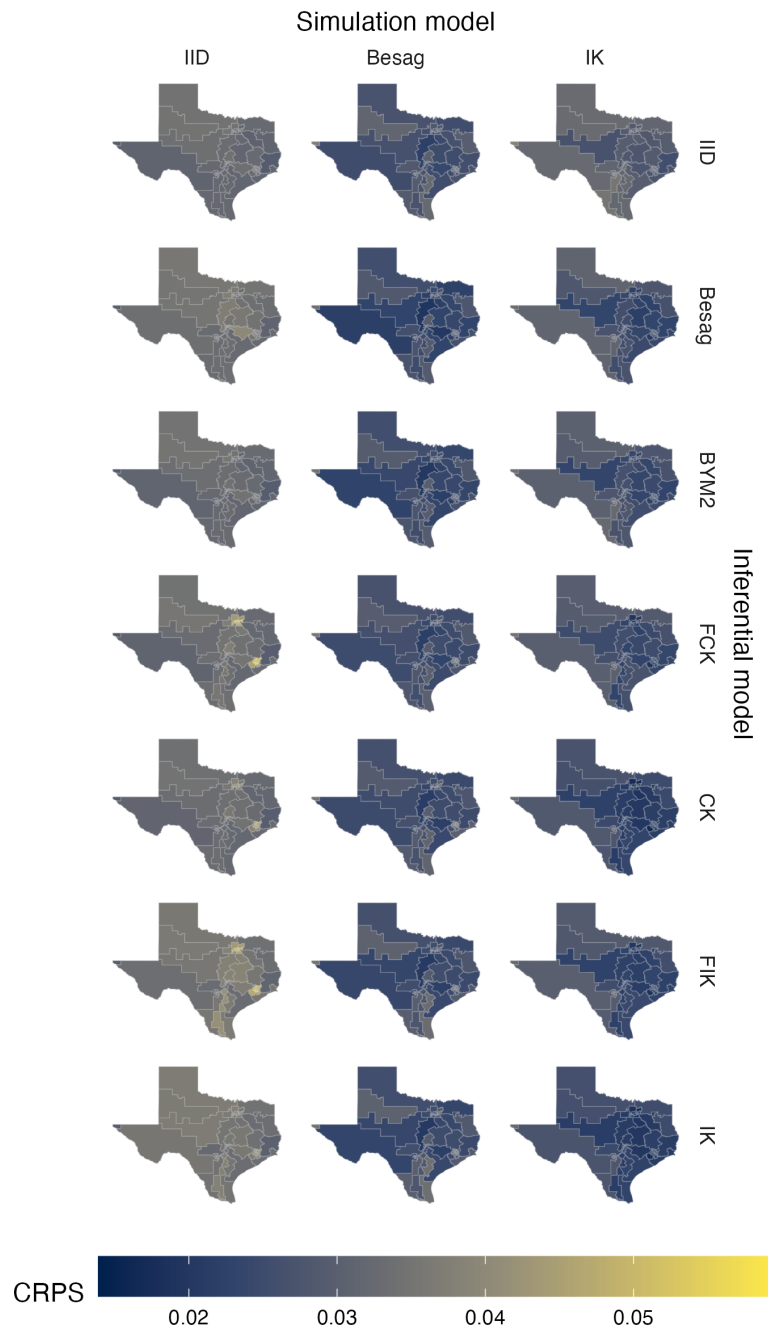 Simulation model
IID Besag IK
IID
Besag
BYM2
Inferential model
FCK
CK
FIK
IK
CRPS
0.02 0.03 0.04 0.05